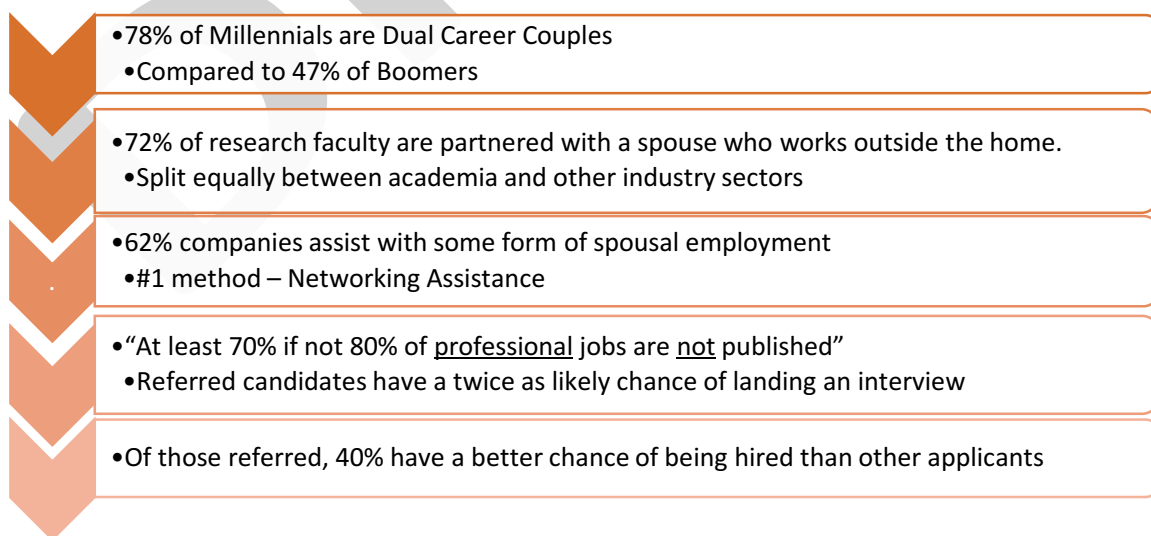 •78% of Millennials are Dual Career Couples
•Compared to 47% of Boomers
•72% of research faculty are partnered with a spouse who works outside the home.
•Split equally between academia and other industry sectors
•62% companies assist with some form of spousal employment
•#1 method – Networking Assistance
.
•“At least 70% if not 80% of professional jobs are not published”
•Referred candidates have a twice as likely chance of landing an interview
•Of those referred, 40% have a better chance of being hired than other applicants